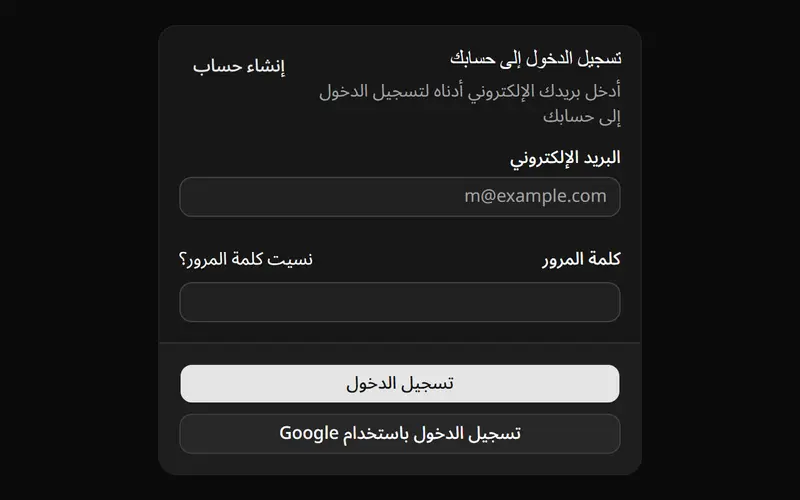 تسجيل الدخول إلى حسابك
إنشاء حساب
أدخل بريدك الإلكتروني أدناه لتسجيل الدخول
إلى حسابك
البريد الإلكتروني
m@example.com
كلمة المرور
نسيت كلمة المرور؟
تسجيل الدخول
تسجيل الدخول باستخدام Google